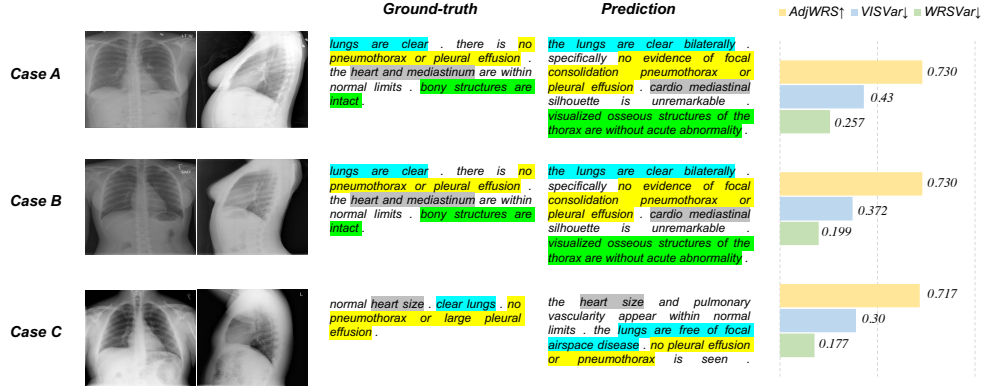 Ground-truth
Prediction
AdjWRS↑ VISVar↓ WRSVar↓
Case A
lungs are clear . there is no
pneumothorax or pleural effusion .
the heart and mediastinum are within
normal limits . bony structures are
intact .
the lungs are clear bilaterally .
specifically no evidence of focal
consolidation pneumothorax or
pleural effusion . cardio mediastinal
silhouette is unremarkable .
visualized osseous structures of the
thorax are without acute abnormality .
0.730
0.43
0.257
Case B
lungs are clear . there is no
pneumothorax or pleural effusion .
the heart and mediastinum are within
normal limits . bony structures are
intact .
the lungs are clear bilaterally .
specifically no evidence of focal
consolidation pneumothorax or
pleural effusion . cardio mediastinal
silhouette is unremarkable .
visualized osseous structures of the
thorax are without acute abnormality .
0.730
0.372
0.199
Case C
L
normal heart size . clear lungs . no
pneumothorax or large pleural
effusion .
the heart size and pulmonary
vascularity appear within normal
limits . the lungs are free of focal
airspace disease . no pleural effusion
or pneumothorax is seen .
0.717
0.30
0.177